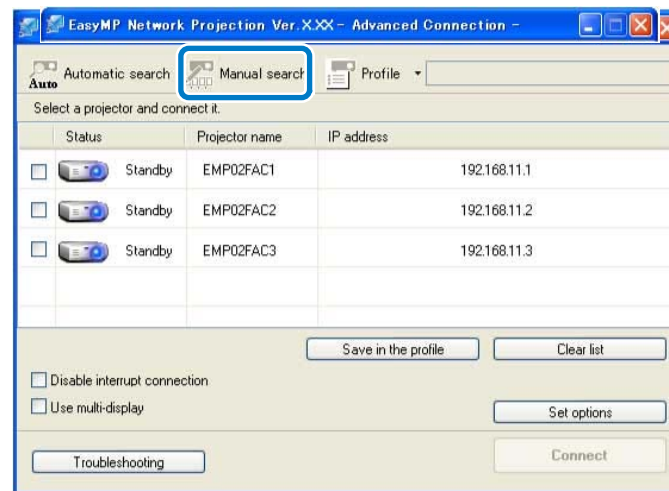 EasyMP Network Projection Ver.X.XX - Advanced Connection -
Auto Automatic search Manual search Profile
Select a projector and connect it.
Status Projector name IP address
Standby EMP02FAC1 192.168.11.1
Standby EMP02FAC2 192.168.11.2
Standby EMP02FAC3 192.168.11.3
Save in the profile Clear list
Disable interrupt connection
Use multi-display
Set options
Troubleshooting Connect